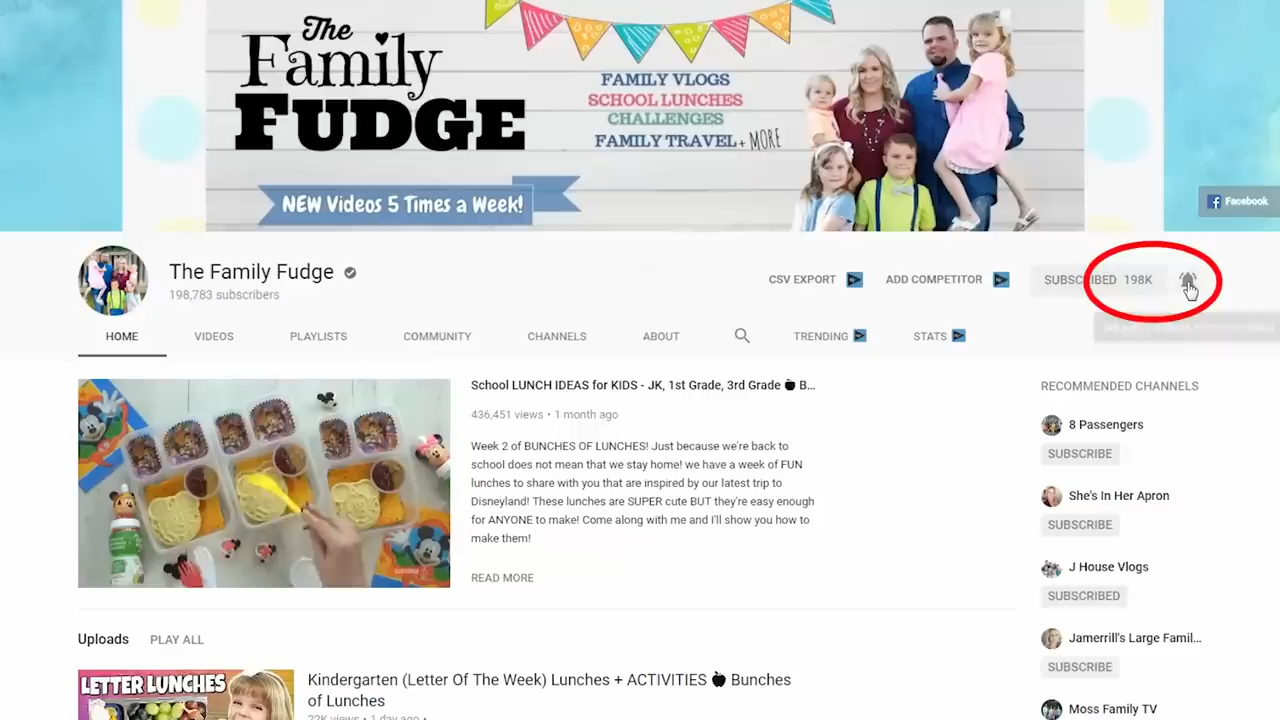 The
Family
FUDGE
FAMILY VLOGS
SCHOOL LUNCHES
CHALLENGES
FAMILY TRAVEL + MORE
NEW Videos 5 Times a Week!
Facebook
The Family Fudge
198,783 subscribers
CSV EXPORT
ADD COMPETITOR
SUBSCRIBED 198K
HOME
VIDEOS
PLAYLISTS
COMMUNITY
CHANNELS
ABOUT
TRENDING
STATS
School LUNCH IDEAS for KIDS - JK, 1st Grade, 3rd Grade 🍎 B...
436,451 views • 1 month ago
Week 2 of BUNCHES OF LUNCHES! Just because we're back to
school does not mean that we stay home! we have a week of FUN
lunches to share with you that are inspired by our latest trip to
Disneyland! These lunches are SUPER cute BUT they're easy enough
for ANYONE to make! Come along with me and I'll show you how to
make them!
READ MORE
RECOMMENDED CHANNELS
8 Passengers
SUBSCRIBE
She's In Her Apron
SUBSCRIBE
J House Vlogs
SUBSCRIBED
Jamerrill's Large Famil...
SUBSCRIBE
Moss Family TV
Uploads PLAY ALL
LETTER LUNCHES
Kindergarten (Letter Of The Week) Lunches + ACTIVITIES 🍎 Bunches
of Lunches
22K views • 1 day ago •